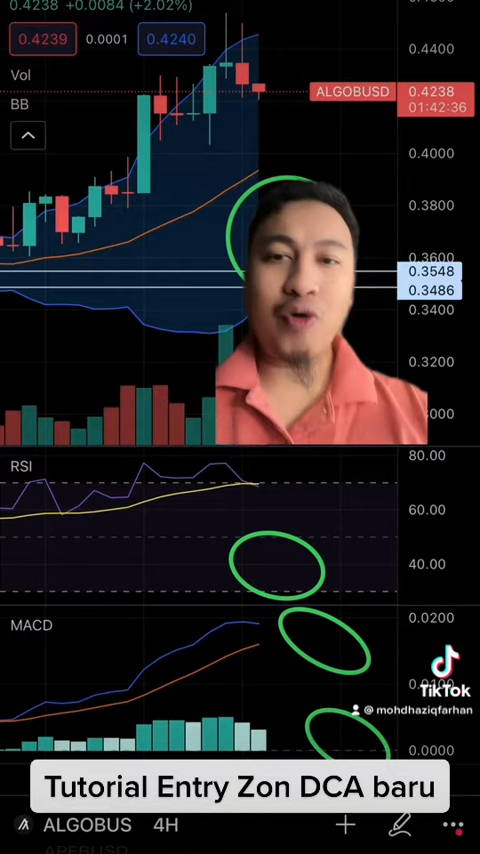 0.4238 +0.0084 (+2.02%)
0.4239 0.0001 0.4240
Vol
BB
0.4400
ALGOBUSD 0.4238
01:42:36
0.4000
0.3800
0.3600
0.3548
0.3486
0.3400
0.3200
RSI
80.00
60.00
40.00
MACD
0.0200
0.0100
TikTok
@mohdhaziqfarhan
0.0000
Tutorial Entry Zon DCA baru
ALGOBUS 4H